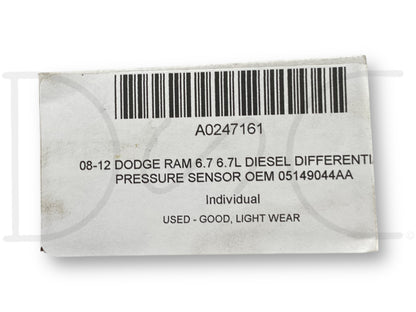 A0247161
08-12 DODGE RAM 6.7 6.7L DIESEL DIFFERENTI
PRESSURE SENSOR OEM 05149044AA
Individual
USED - GOOD, LIGHT WEAR